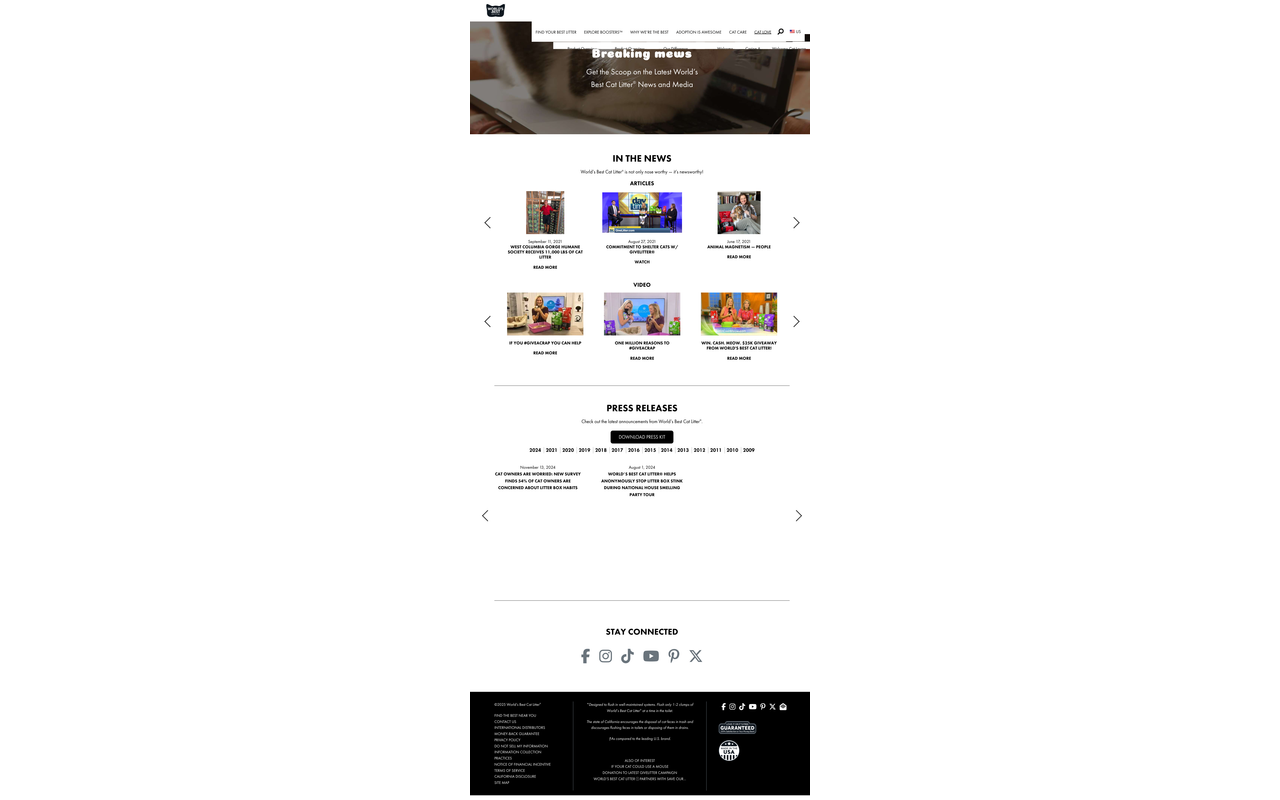 WORLD'S BEST
FIND YOUR BEST LITTER EXPLORE BOOSTERS™ WHY WE'RE THE BEST ADOPTION IS AWESOME CAT CARE CAT LOVE US
Breaking mews
Get the Scoop on the Latest World's
Best Cat Litter® News and Media
IN THE NEWS
World's Best Cat Litter® is not only nose worthy — it's newsworthy!
ARTICLES
September 11, 2021
WEST COLUMBIA GORGE HUMANE
SOCIETY RECEIVES 11,000 LBS OF CAT
LITTER
READ MORE
August 27, 2021
COMMITMENT TO SHELTER CATS W/
GIVELITTER®
WATCH
June 17, 2021
ANIMAL MAGNETISM — PEOPLE
READ MORE
VIDEO
IF YOU #GIVEACRAP YOU CAN HELP
READ MORE
ONE MILLION REASONS TO
#GIVEACRAP
READ MORE
WIN. CASH. MEOW. $25K GIVEAWAY
FROM WORLD'S BEST CAT LITTER!
READ MORE
PRESS RELEASES
Check out the latest announcements from World's Best Cat Litter®.
DOWNLOAD PRESS KIT
2024 2021 2020 2019 2018 2017 2016 2015 2014 2013 2012 2011 2010 2009
November 13, 2024
CAT OWNERS ARE WORRIED: NEW SURVEY
FINDS 54% OF CAT OWNERS ARE
CONCERNED ABOUT LITTER BOX HABITS
August 1, 2024
WORLD'S BEST CAT LITTER® HELPS
ANONYMOUSLY STOP LITTER BOX STINK
DURING NATIONAL HOUSE SMELLING
PARTY TOUR
STAY CONNECTED
©2025 World's Best Cat Litter®
FIND THE BEST NEAR YOU
CONTACT US
INTERNATIONAL DISTRIBUTORS
MONEY-BACK GUARANTEE
PRIVACY POLICY
DO NOT SELL MY INFORMATION
INFORMATION COLLECTION
PRACTICES
NOTICE OF FINANCIAL INCENTIVE
TERMS OF SERVICE
CALIFORNIA DISCLOSURE
SITE MAP
*Designed to flush in well-maintained systems. Flush only 1-2 clumps of
World's Best Cat Litter® at a time in the toilet.
The state of California encourages the disposal of cat feces in trash and
discourages flushing feces in toilets or disposing of them in drains.
†As compared to the leading U.S. brand.
ALSO OF INTEREST
IF YOUR CAT COULD USE A MOUSE
DONATION TO LATEST GIVELITTER CAMPAIGN
WORLD'S BEST CAT LITTER PARTNERS WITH SAVE OUR...
GUARANTEED
USA